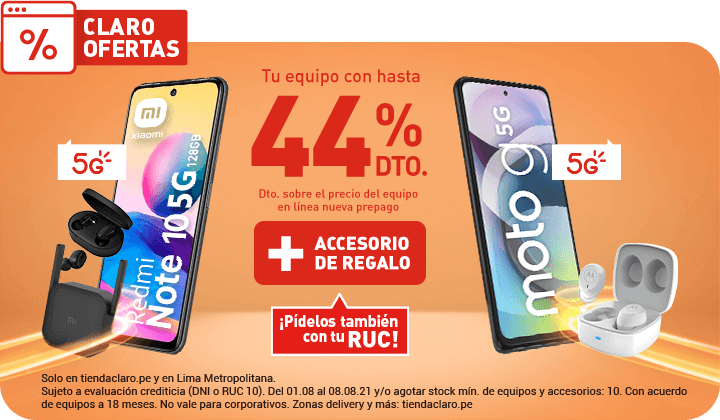 %
CLARO
OFERTAS
Tu equipo con hasta
44% DTO.
Dto. sobre el precio del equipo
en línea nueva prepago
+ ACCESORIO
DE REGALO
¡Pídelos también
con tu RUC!
mi
xiaomi
5G
Redmi
Note 10 5G 128GB
mi
moto g 5G
5G
Solo en tiendaclaro.pe y en Lima Metropolitana.
Sujeto a evaluación crediticia (DNI o RUC 10). Del 01.08 al 08.08.21 y/o agotar stock mín. de equipos y accesorios: 10. Con acuerdo
de equipos a 18 meses. No vale para corporativos. Zonas delivery y más: tiendaclaro.pe